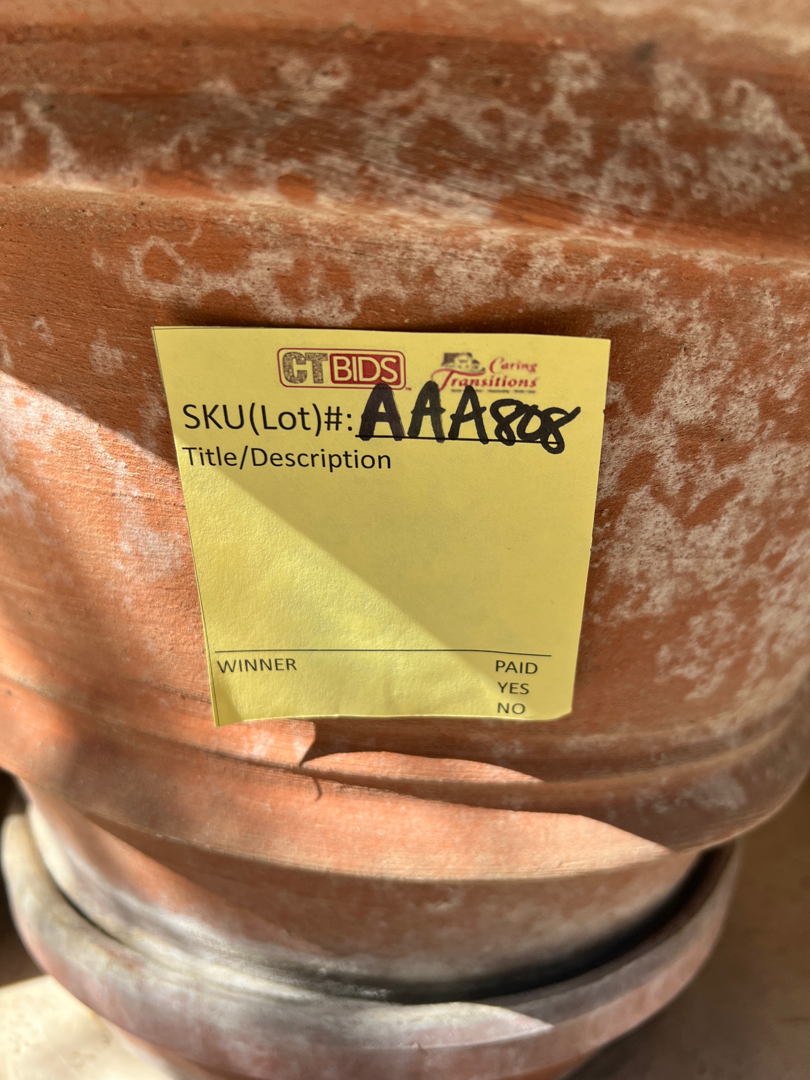 CTBIDS
Caring
Transitions
SKU(Lot)#: AAA808
Title/Description
WINNER
PAID
YES
NO